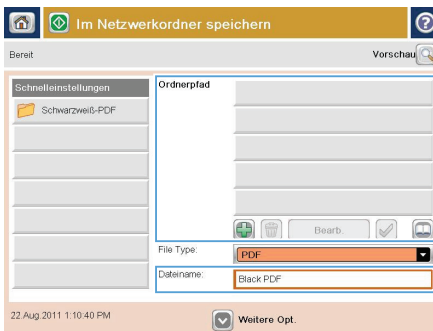 Im Netzwerkordner speichern
Bereit
Vorschau
Schnelleinstellungen
Schwarzweiß-PDF
Ordnerpfad
Bearb.
File Type:
PDF
Dateiname:
Black PDF
22.Aug.2011 1:10:40 PM
Weitere Opt.